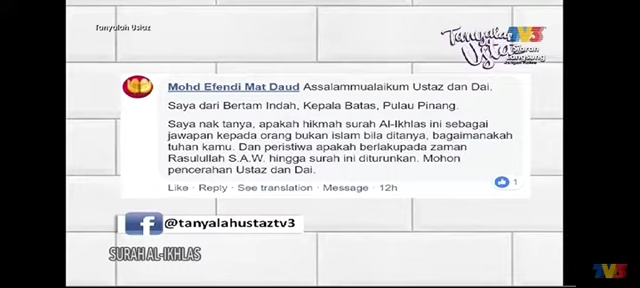 Tanyalah Ustaz
Tanyalah
Ustaz
TV3
Siaran
Langsung
Mohd Efendi Mat Daud Assalammualaikum Ustaz dan Dai.
Saya dari Bertam Indah, Kepala Batas, Pulau Pinang.
Saya nak tanya, apakah hikmah surah Al-Ikhlas ini sebagai
jawapan kepada orang bukan islam bila ditanya, bagaimanakah
tuhan kamu. Dan peristiwa apakah berlakupada zaman
Rasulullah S.A.W. hingga surah ini diturunkan. Mohon
pencerahan Ustaz dan Dai.
Like · Reply · See translation · Message · 12h
1
f @tanyalahustaztv3
SURAH AL-IKHLAS
TV3